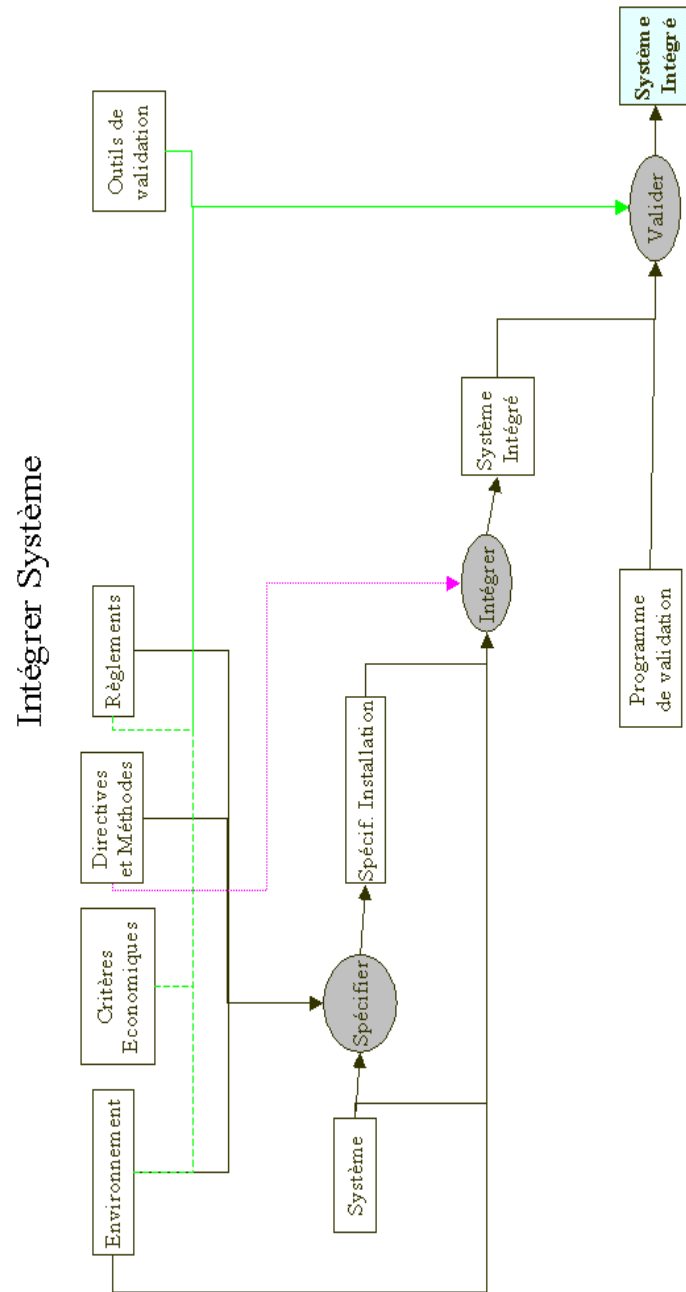 Intégrer Système
Environnement
Critères
Economiques
Directives
et Méthodes
Règlements
Outils de
validation
Système
Spécifier
Spécif. Installation
Intégrer
Système
Intégré
Programme
de validation
Valider
Système
Intégré